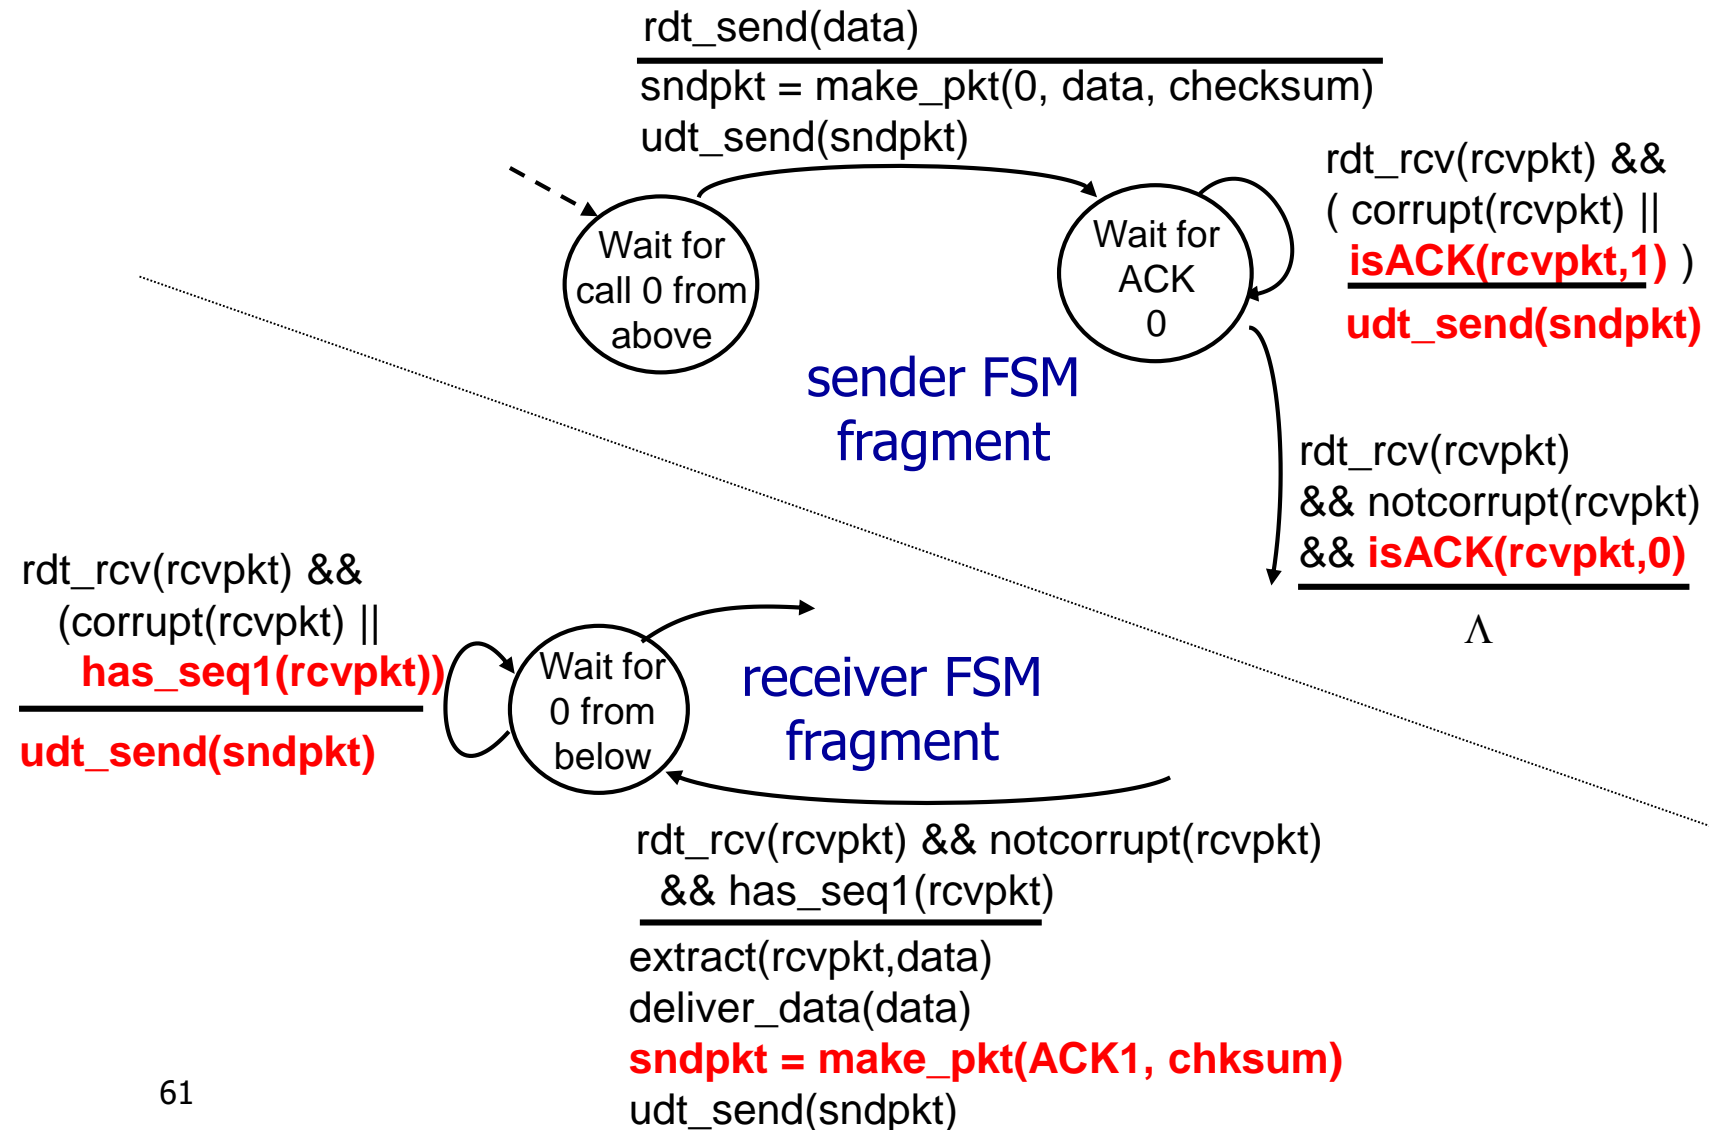 rdt_send(data)
sndpkt = make_pkt(0, data, checksum)
udt_send(sndpkt)
Wait for
call 0 from
above
Wait for
ACK
0
rdt_rcv(rcvpkt) &&
( corrupt(rcvpkt) ||
isACK(rcvpkt,1) )
udt_send(sndpkt)
sender FSM
fragment
rdt_rcv(rcvpkt)
&& notcorrupt(rcvpkt)
&& isACK(rcvpkt,0)
Λ
rdt_rcv(rcvpkt) &&
(corrupt(rcvpkt) ||
has_seq1(rcvpkt))
udt_send(sndpkt)
Wait for
0 from
below
receiver FSM
fragment
rdt_rcv(rcvpkt) && notcorrupt(rcvpkt)
&& has_seq1(rcvpkt)
extract(rcvpkt,data)
deliver_data(data)
sndpkt = make_pkt(ACK1, chksum)
udt_send(sndpkt)
61